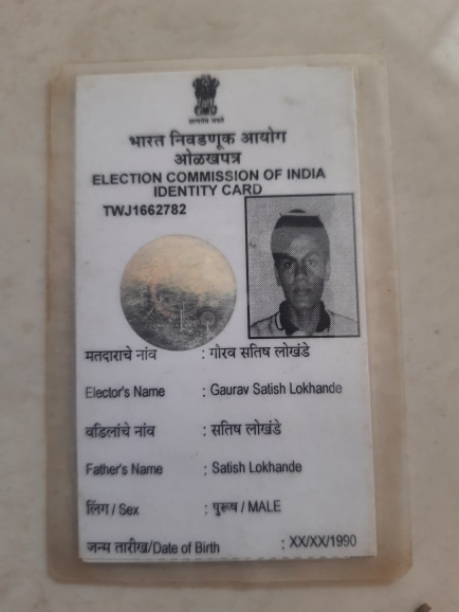 भारत निवडणूक आयोग
ओळखपत्र
ELECTION COMMISSION OF INDIA
IDENTITY CARD
TWJ1662782
मतदाराचे नांव : गोरव सतिष लोखंडे
Elector's Name : Gaurav Satish Lokhande
वडिलांचे नांव : सतिष लोखंडे
Father's Name : Satish Lokhande
लिंग / Sex : पुरूष / MALE
जन्म तारीख/Date of Birth : XX/XX/1990